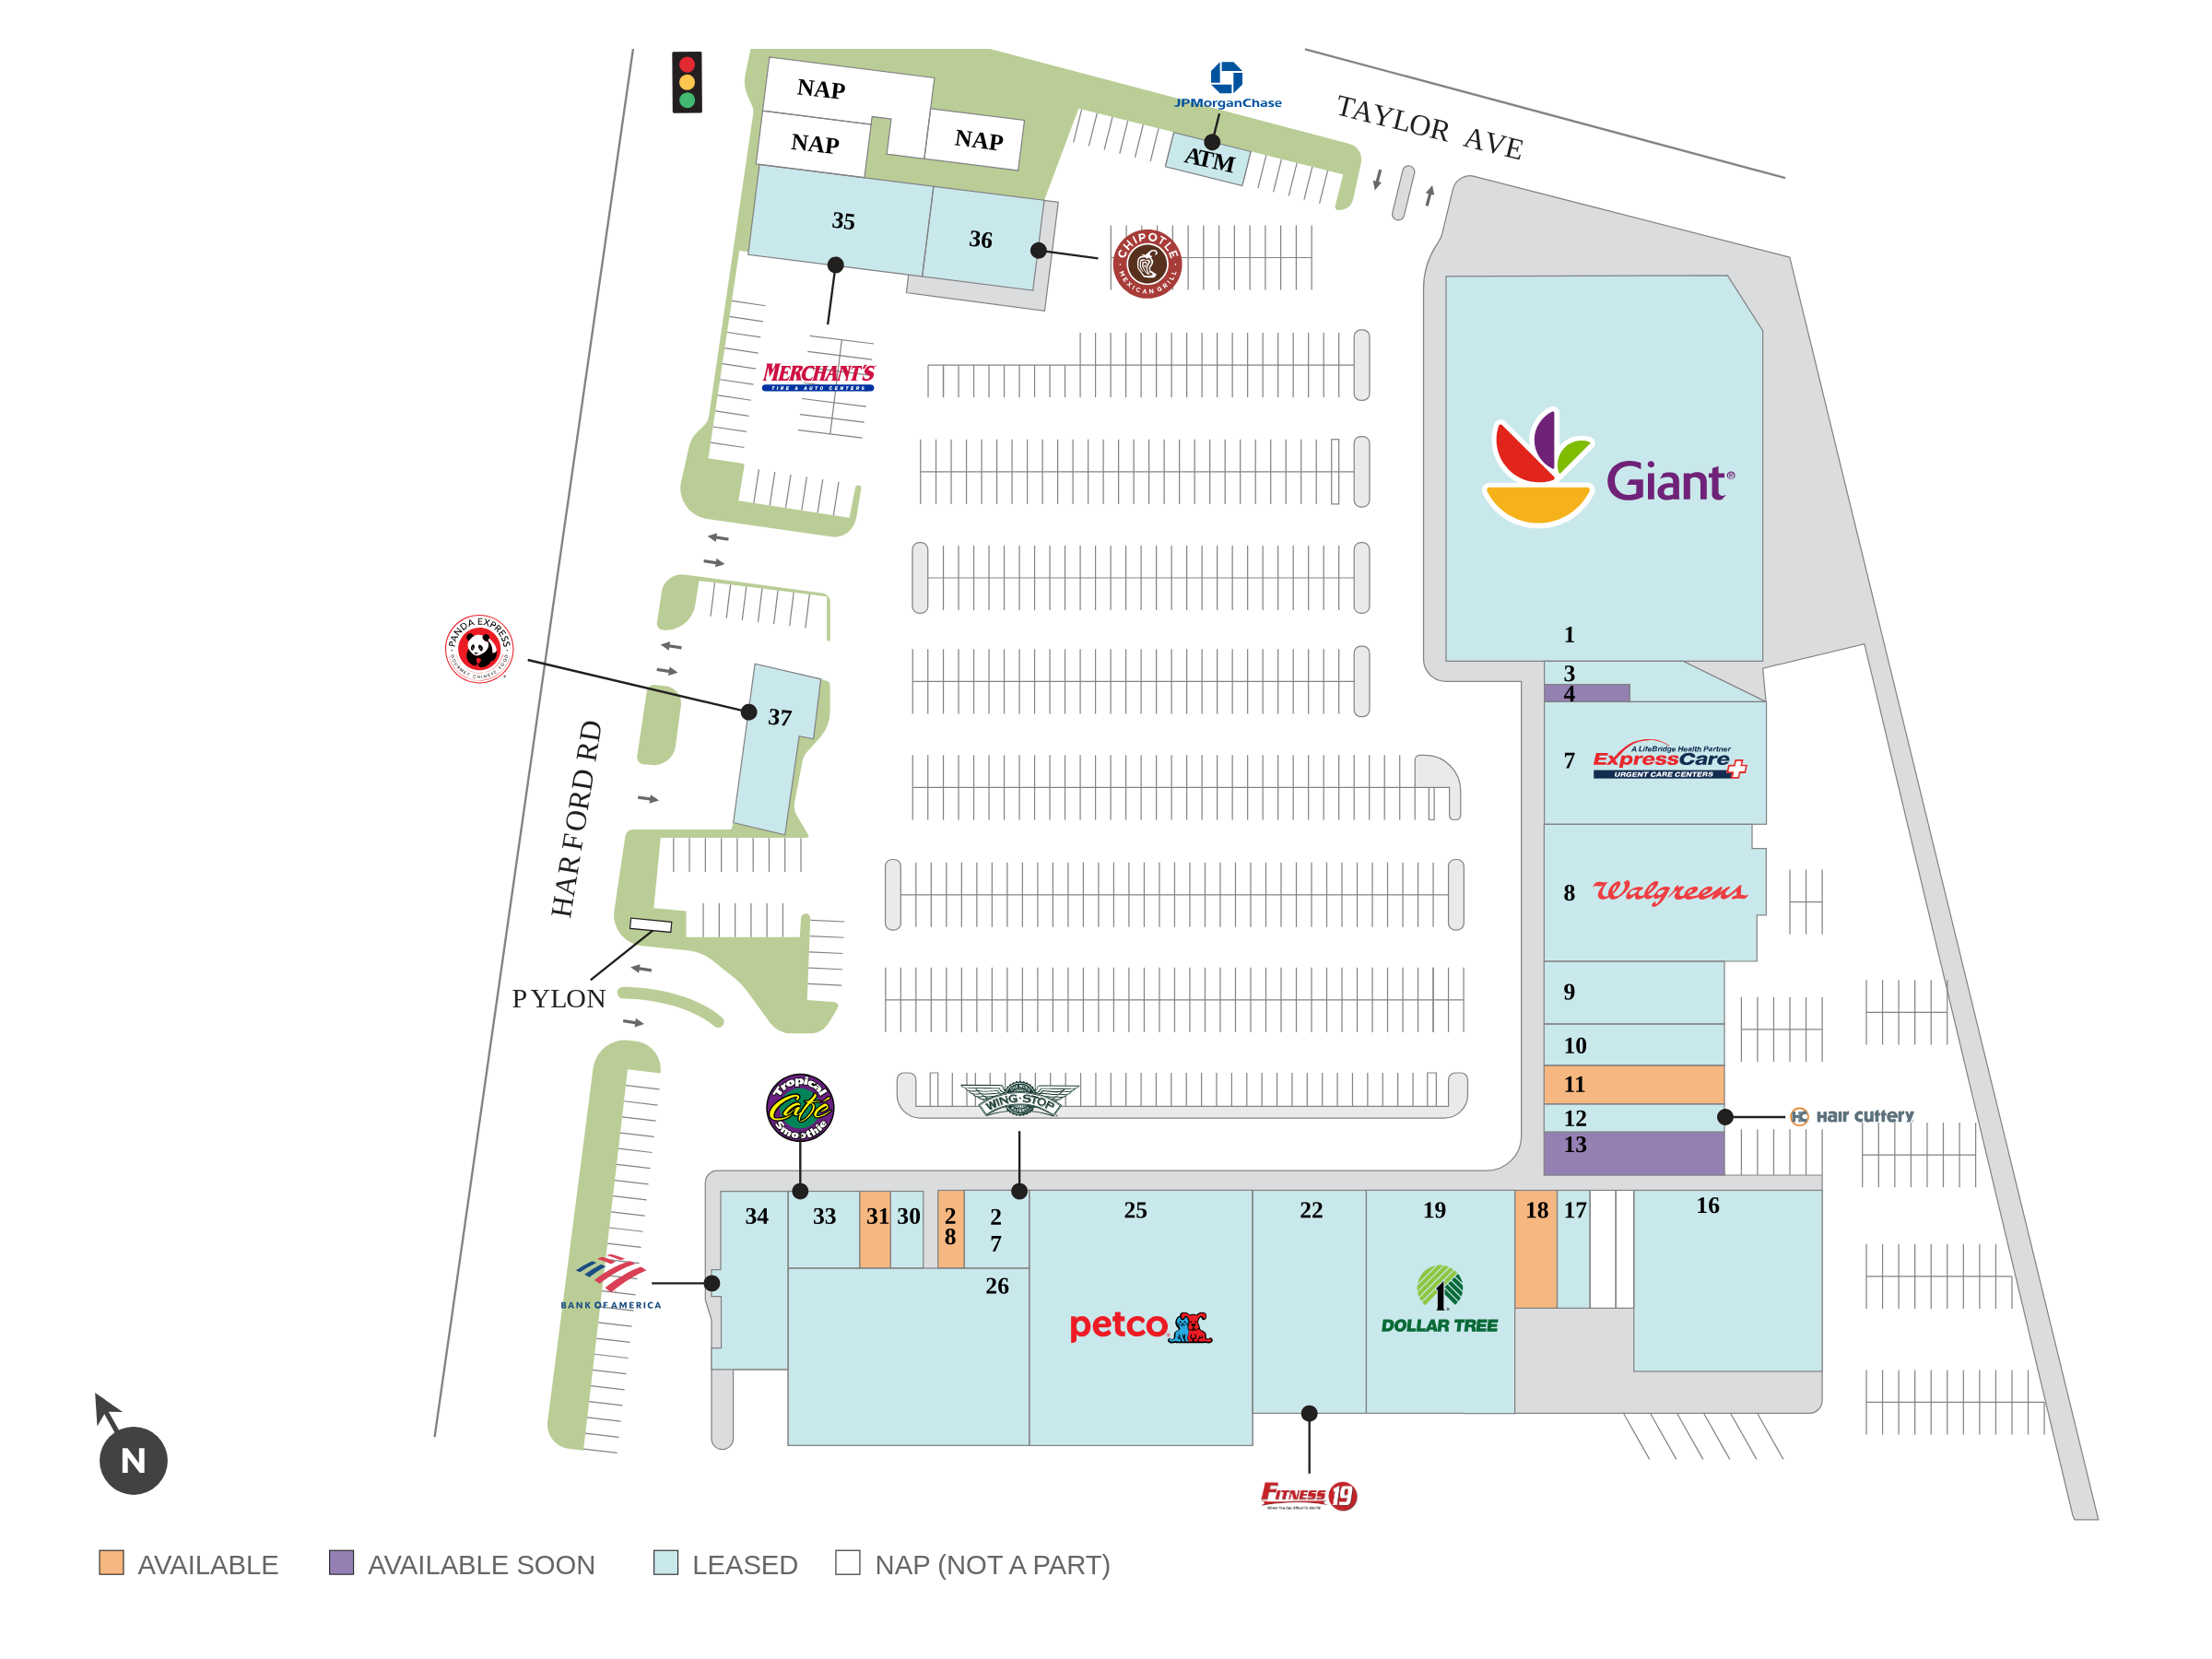 NAP
NAP
NAP
JPMorganChase
ATM
TAYLOR AVE
35
36
CHIPOTLE
MEXICAN GRILL
MERCHANT'S
TIRE & AUTO CENTERS
Giant®
1
3
4
PANDA EXPRESS
GOURMET CHINESE FOOD
37
7
A LifeBridge Health Partner
ExpressCare
URGENT CARE CENTERS
HARFORD RD
8
Walgreens
PYLON
9
10
11
12
Hair Cuttery
HC
13
Tropical
Café
Smoothie
WING·STOP
34
33
31
30
2
8
2
7
25
22
19
18
17
16
26
BANK OF AMERICA
petco
DOLLAR TREE
FITNESS 19
N
AVAILABLE
AVAILABLE SOON
LEASED
NAP (NOT A PART)